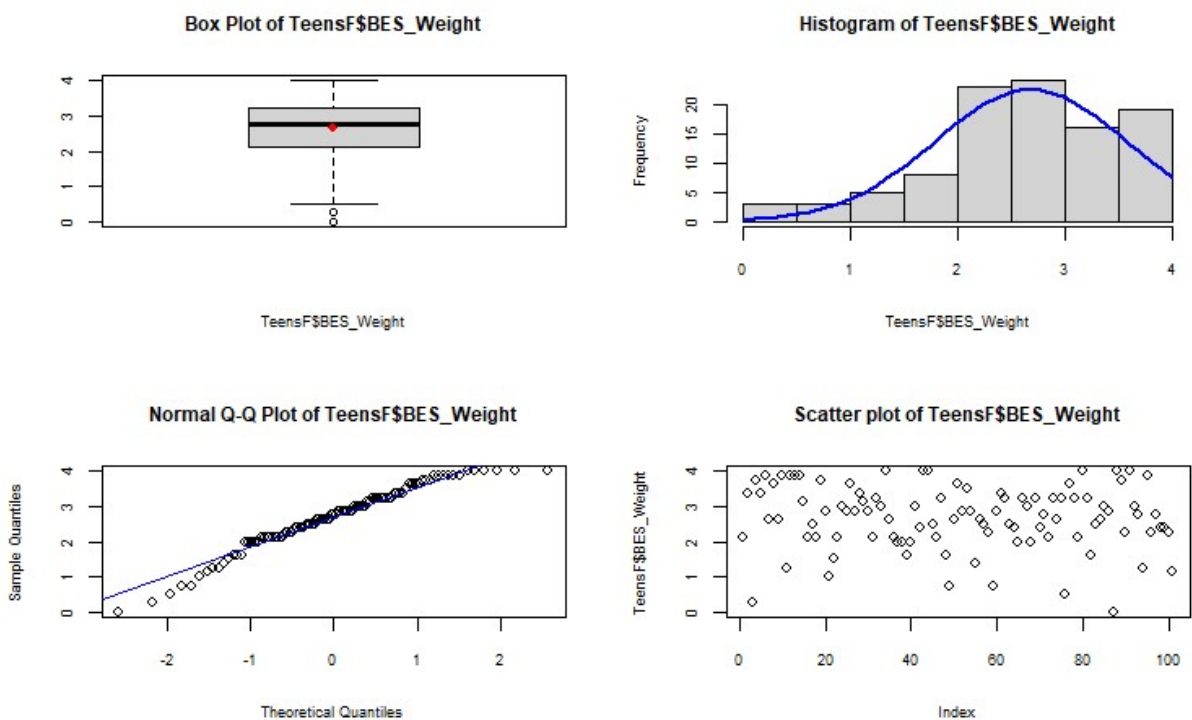 Box Plot of TeensF$BES_Weight
4
3
2
1
0
TeensF$BES_Weight
Histogram of TeensF$BES_Weight
Frequency
20
15
10
5
0
0 1 2 3 4
TeensF$BES_Weight
Normal Q-Q Plot of TeensF$BES_Weight
Sample Quantiles
4
3
2
1
0
-2 -1 0 1 2
Theoretical Quantiles
Scatter plot of TeensF$BES_Weight
TeensF$BES_Weight
4
3
2
1
0
0 20 40 60 80 100
Index